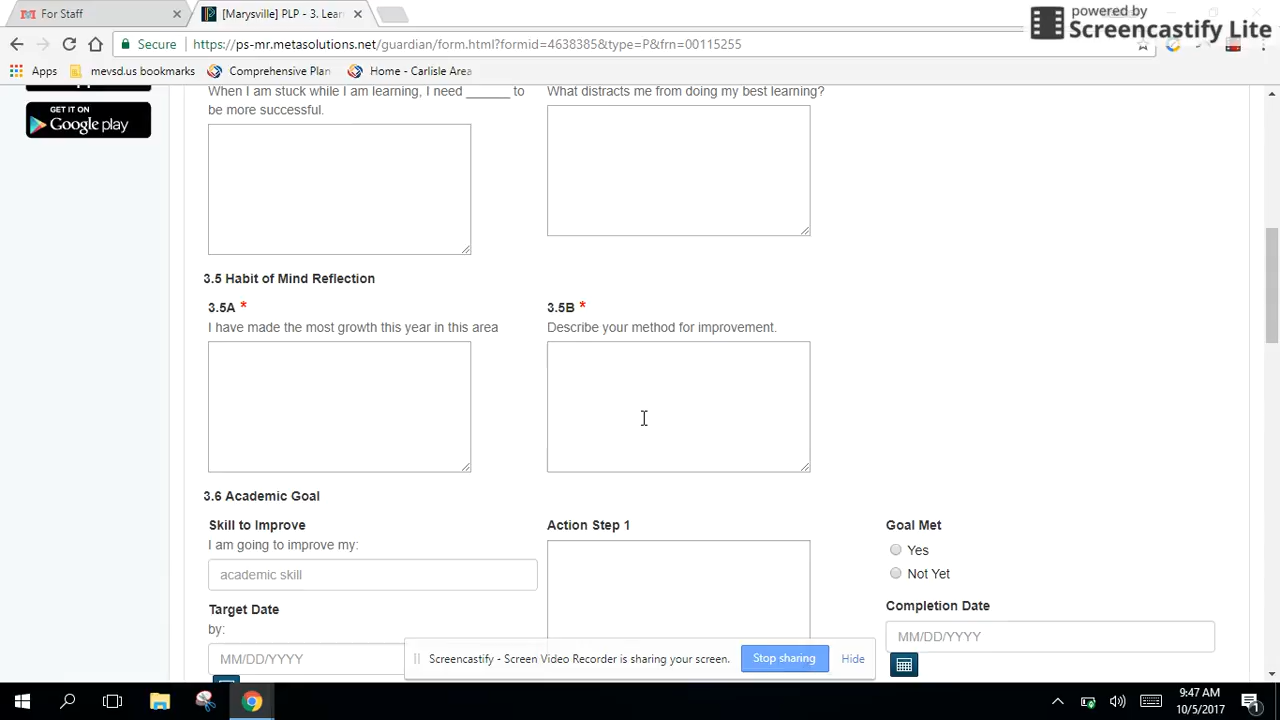 For Staff
[Marysville] PLP - 3. Lear
powered by
Screencastify Lite
Secure
https://ps-mr.metasolutions.net/guardian/form.html?formid=4638385&type=P&frn=00115255
Apps
mevsd.us bookmarks
Comprehensive Plan
Home - Carlisle Area
GET IT ON
Google play
When I am stuck while I am learning, I need ______ to
be more successful.
What distracts me from doing my best learning?
3.5 Habit of Mind Reflection
3.5A *
3.5B *
I have made the most growth this year in this area
Describe your method for improvement.
3.6 Academic Goal
Skill to Improve
Action Step 1
Goal Met
I am going to improve my:
Yes
academic skill
Not Yet
Target Date
Completion Date
by:
MM/DD/YYYY
MM/DD/YYYY
Screencastify - Screen Video Recorder is sharing your screen.
Stop sharing
Hide
9:47 AM
10/5/2017
1